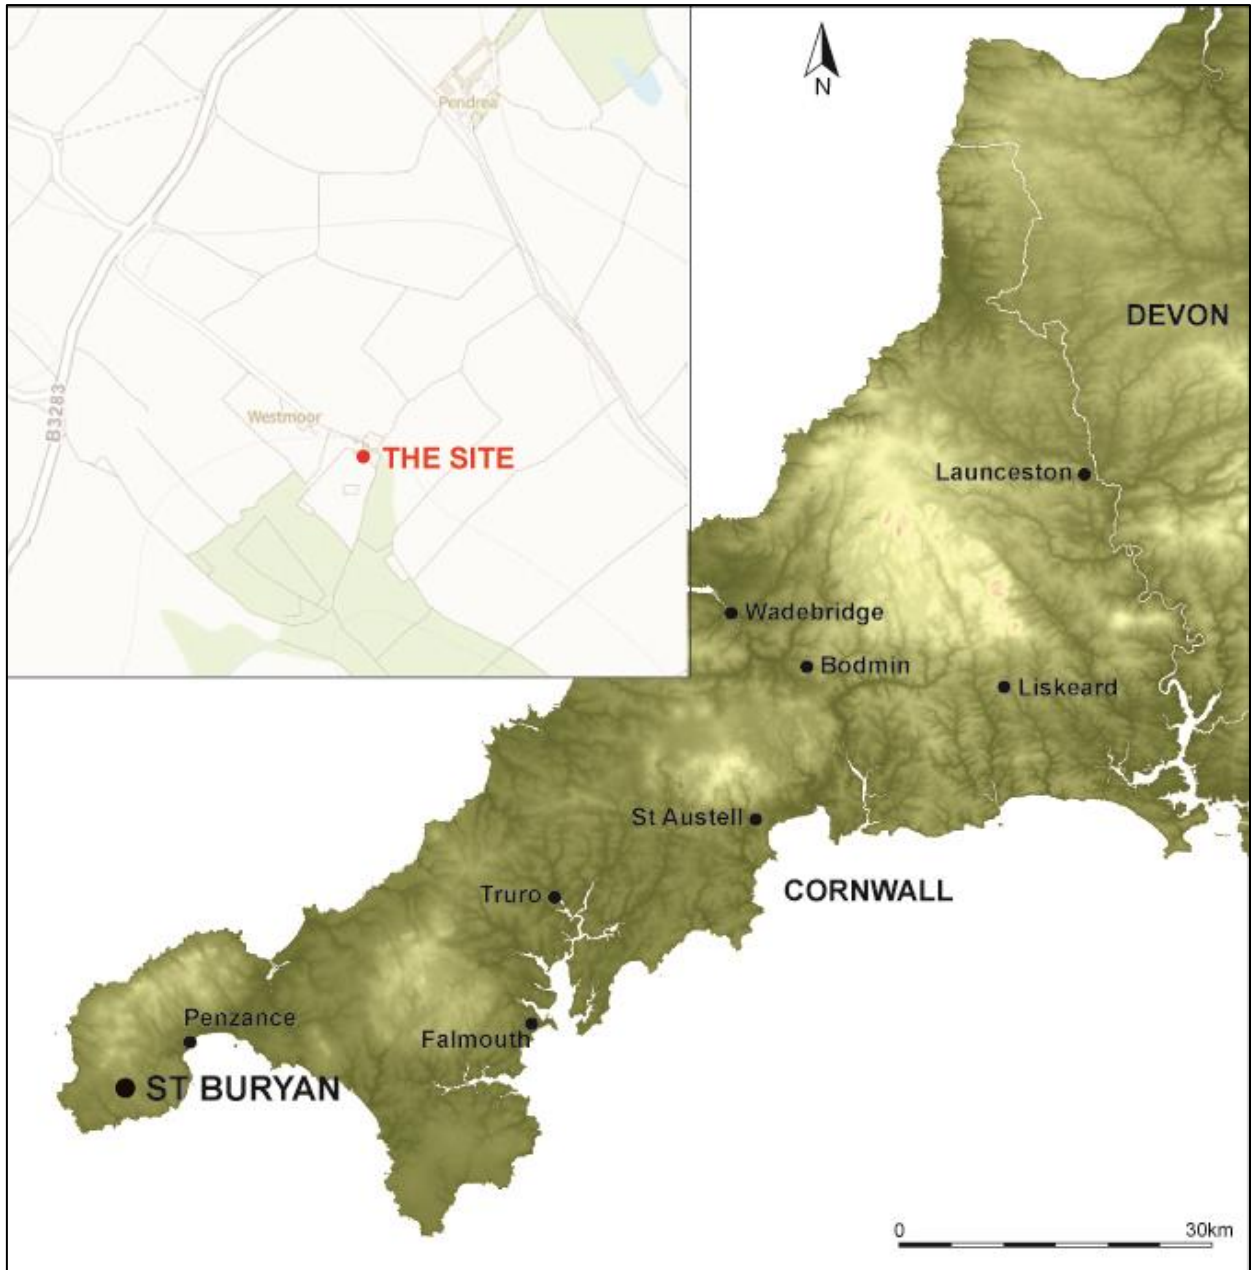 N
Pendrea
DEVON
B3283
Westmoor
THE SITE
Launceston
Wadebridge
Bodmin
Liskeard
St Austell
CORNWALL
Truro
Penzance
Falmouth
ST BURYAN
0
30km